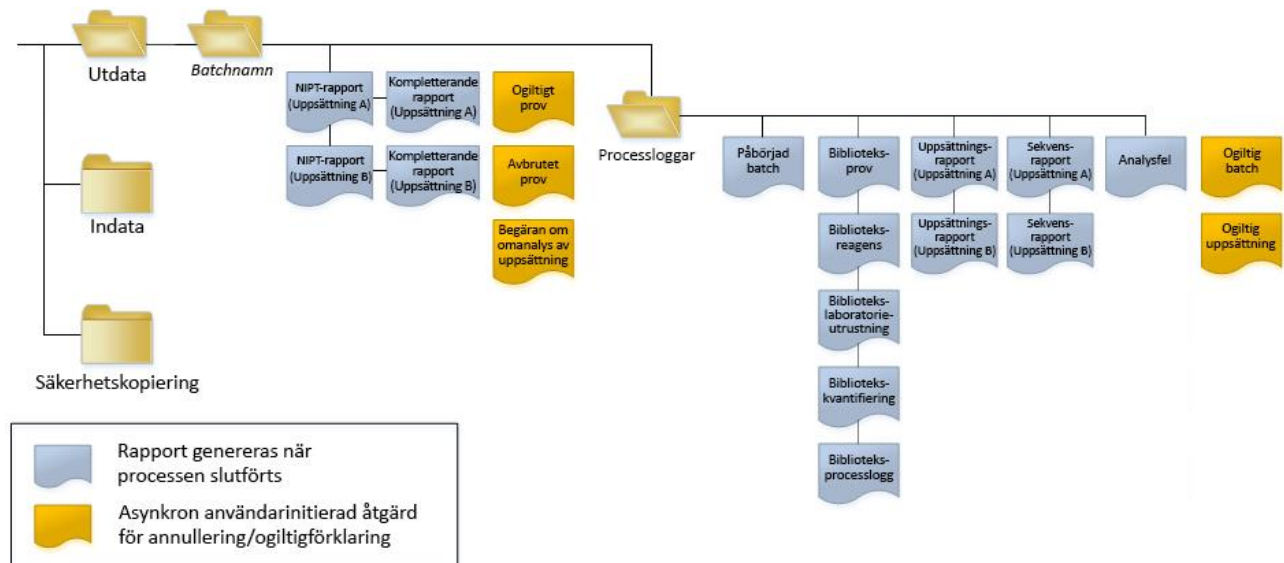 Utdata
Batchnamn
NIPT-rapport
(Uppsättning A)
Kompletterande
rapport
(Uppsättning A)
Ogiltigt
prov
NIPT-rapport
(Uppsättning B)
Kompletterande
rapport
(Uppsättning B)
Avbrutet
prov
Begäran om
omanalys av
uppsättning
Processloggar
Påbörjad
batch
Biblioteks-
prov
Uppsättnings-
rapport
(Uppsättning A)
Sekvens-
rapport
(Uppsättning A)
Analysfel
Ogiltig
batch
Biblioteks-
reagens
Uppsättnings-
rapport
(Uppsättning B)
Sekvens-
rapport
(Uppsättning B)
Ogiltig
uppsättning
Biblioteks-
laboratorie-
utrustning
Biblioteks-
kvantifiering
Biblioteks-
processlogg
Indata
Säkerhetskopiering
Rapport genereras när
processen slutförts
Asynkron användarinitierad åtgärd
för annullering/ogiltigförklaring